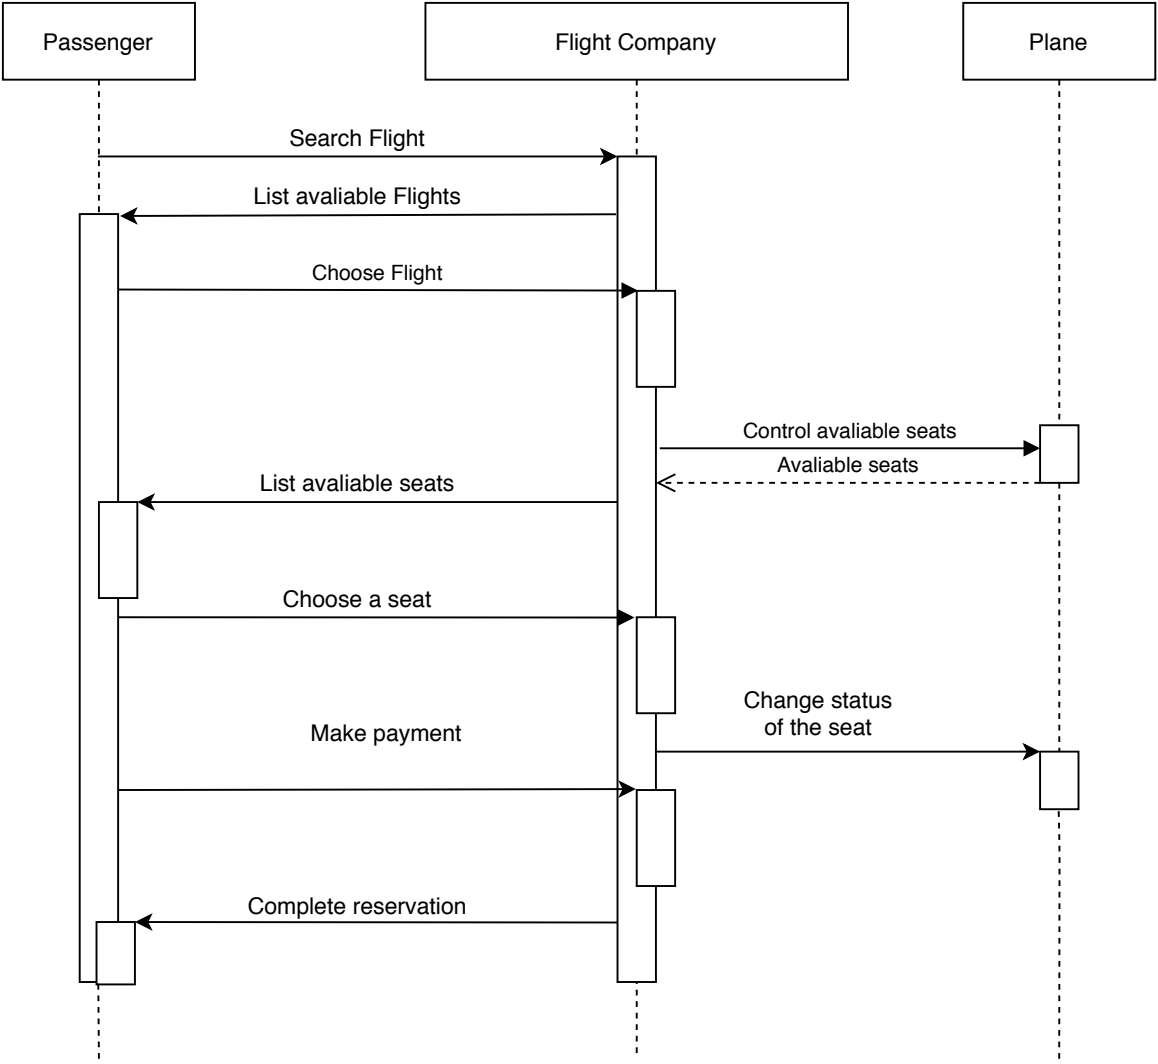 Passenger
Flight Company
Plane
Search Flight
List avaliable Flights
Choose Flight
Control avaliable seats
Avaliable seats
List avaliable seats
Choose a seat
Change status
of the seat
Make payment
Complete reservation